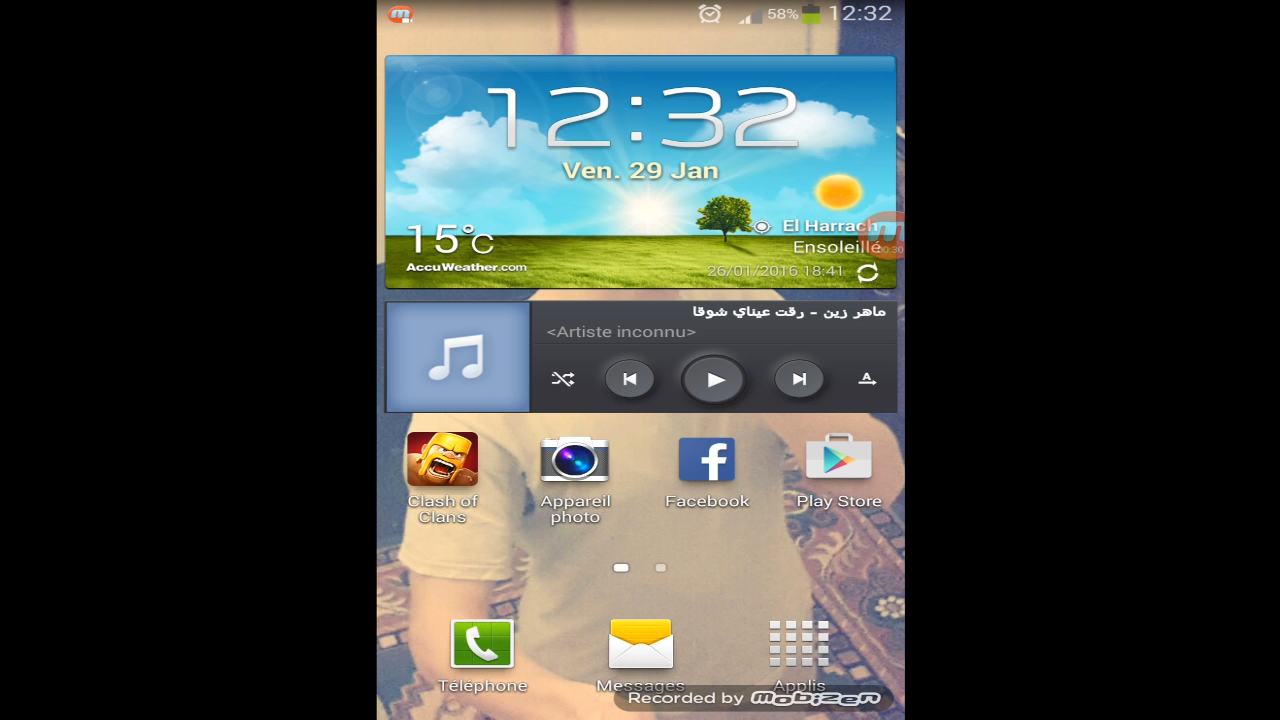 58% 12:32
12:32
Ven. 29 Jan
El Harrach
15°C
Ensoleillé
00:30
AccuWeather.com
26/01/2016 18:41
ماهر زين - رقت عيناي شوقا
<Artiste inconnu>
A
Clash of
Clans
Appareil
photo
Facebook
Play Store
Téléphone
Messages
Applis
Recorded by mobizen